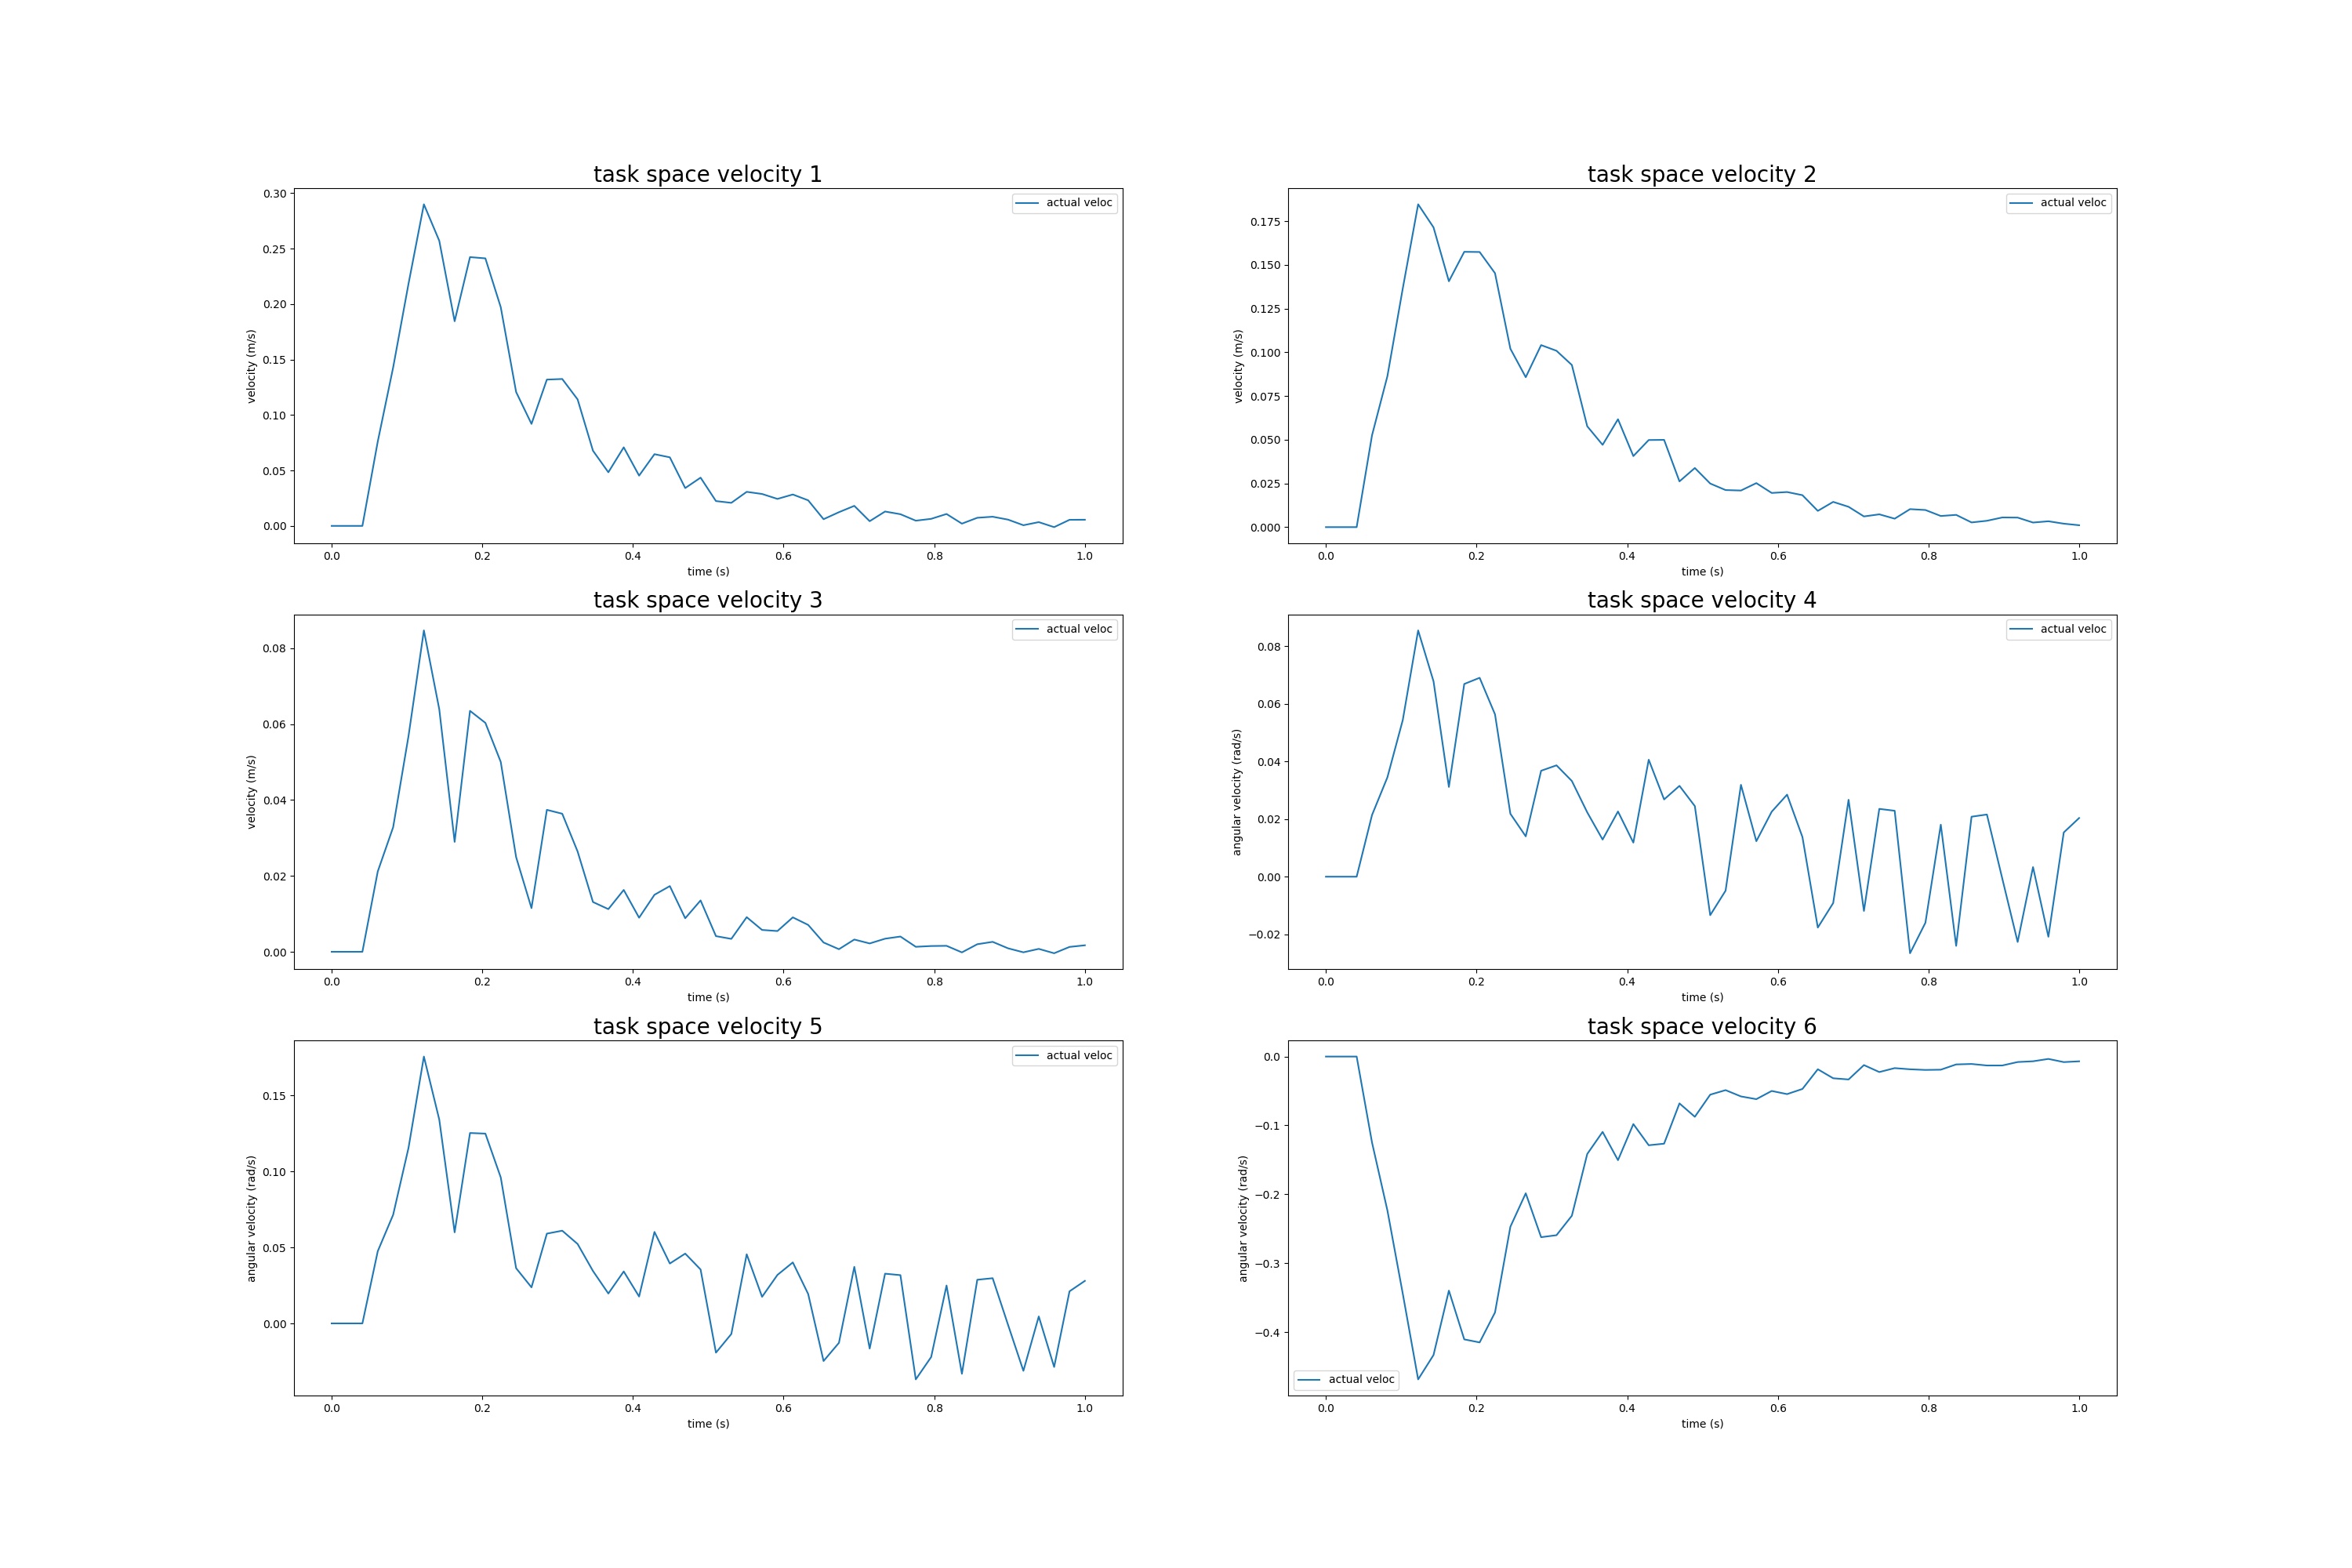 task space velocity 1
0.30
0.25
0.20
0.15
0.10
0.05
0.00
velocity (m/s)
actual veloc
0.0 0.2 0.4 0.6 0.8 1.0
time (s)
task space velocity 2
0.175
0.150
0.125
0.100
0.075
0.050
0.025
0.000
velocity (m/s)
actual veloc
0.0 0.2 0.4 0.6 0.8 1.0
time (s)
task space velocity 3
0.08
0.06
0.04
0.02
0.00
velocity (m/s)
actual veloc
0.0 0.2 0.4 0.6 0.8 1.0
time (s)
task space velocity 4
0.08
0.06
0.04
0.02
0.00
−0.02
angular velocity (rad/s)
actual veloc
0.0 0.2 0.4 0.6 0.8 1.0
time (s)
task space velocity 5
0.15
0.10
0.05
0.00
angular velocity (rad/s)
actual veloc
0.0 0.2 0.4 0.6 0.8 1.0
time (s)
task space velocity 6
0.0
−0.1
−0.2
−0.3
−0.4
angular velocity (rad/s)
actual veloc
0.0 0.2 0.4 0.6 0.8 1.0
time (s)